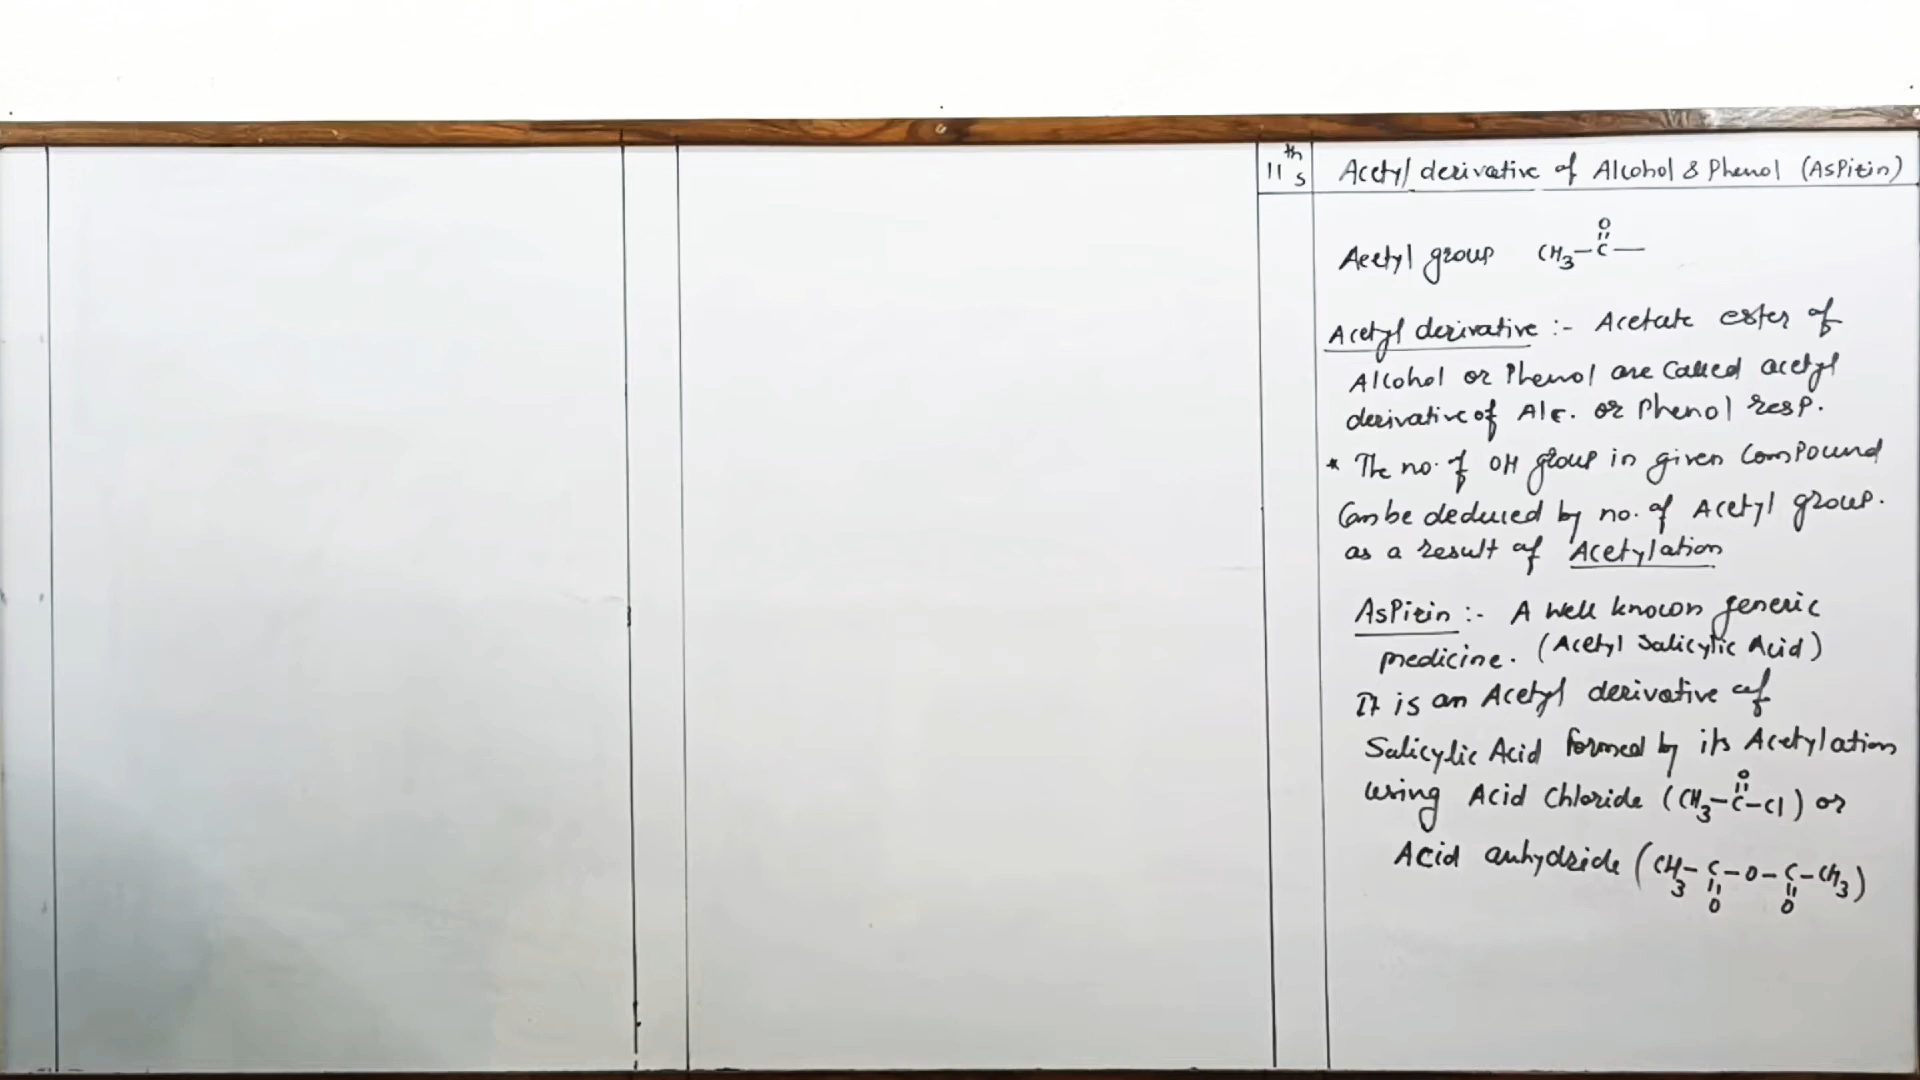 11th s
Acetyl derivative of Alcohol & Phenol (Aspirin)
O
Acetyl group CH3–C–
Acetyl derivative :- Acetate ester of
Alcohol or Phenol are called acetyl
derivative of Alc. or Phenol resp.
* The no. of OH group in given Compound
Can be deduced by no. of Acetyl group.
as a result of Acetylation
Aspirin :- A well known generic
medicine. (Acetyl Salicylic Acid)
It is an Acetyl derivative of
Salicylic Acid formed by its Acetylation
O
using Acid Chloride (CH3–C–Cl) or
Acid anhydride (CH3–C–O–C–CH3)
O O